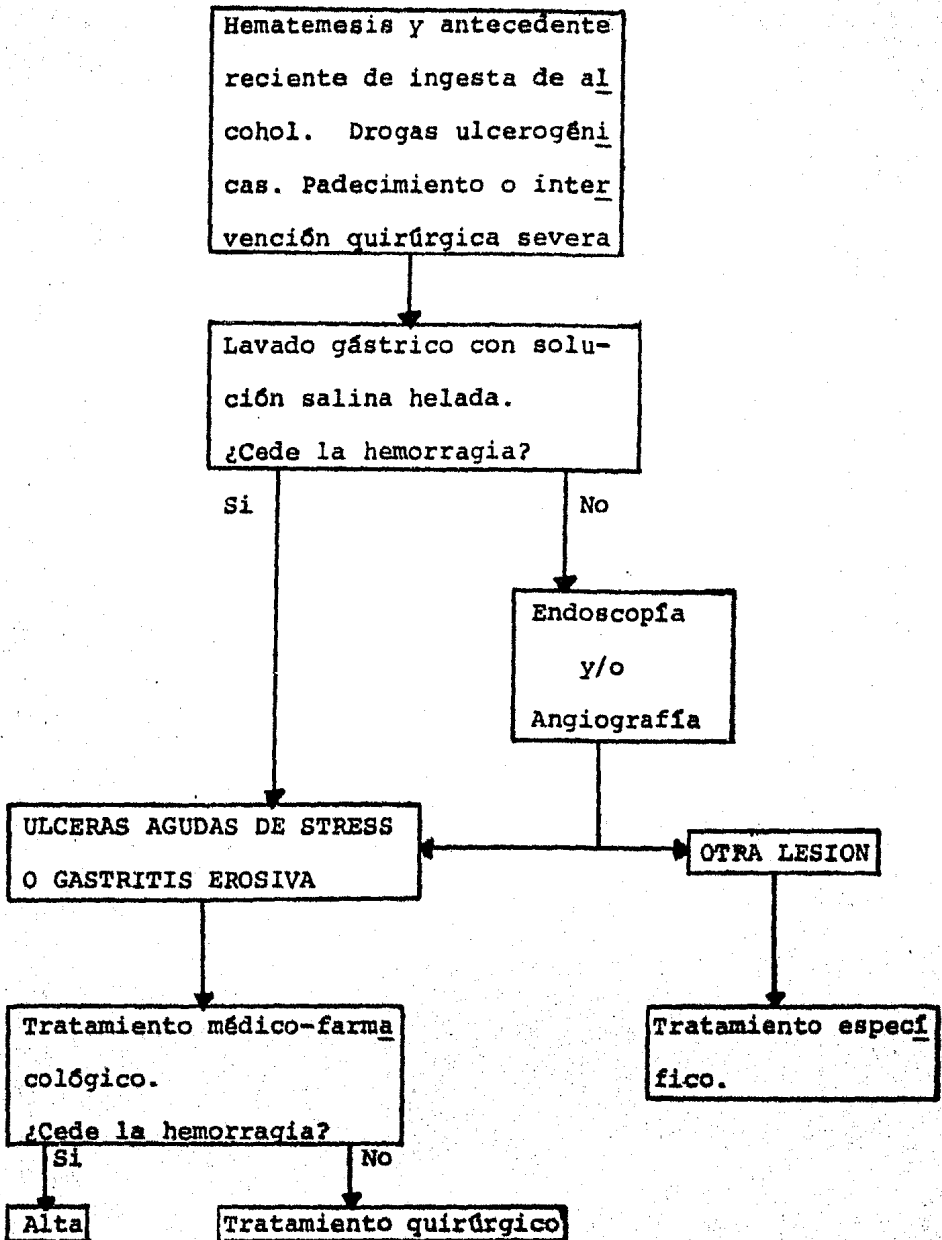 Hematemesis y antecedente
reciente de ingesta de al
cohol. Drogas ulcerogéni
cas. Padecimiento o inter
vención quirúrgica severa
Lavado gástrico con solu-
ción salina helada.
¿Cede la hemorragia?
Si
No
Endoscopía
y/o
Angiografía
ULCERAS AGUDAS DE STRESS
O GASTRITIS EROSIVA
OTRA LESION
Tratamiento médico-farma
cológico.
¿Cede la hemorragia?
Tratamiento específ
fico.
Si
No
Alta
Tratamiento quirúrgico